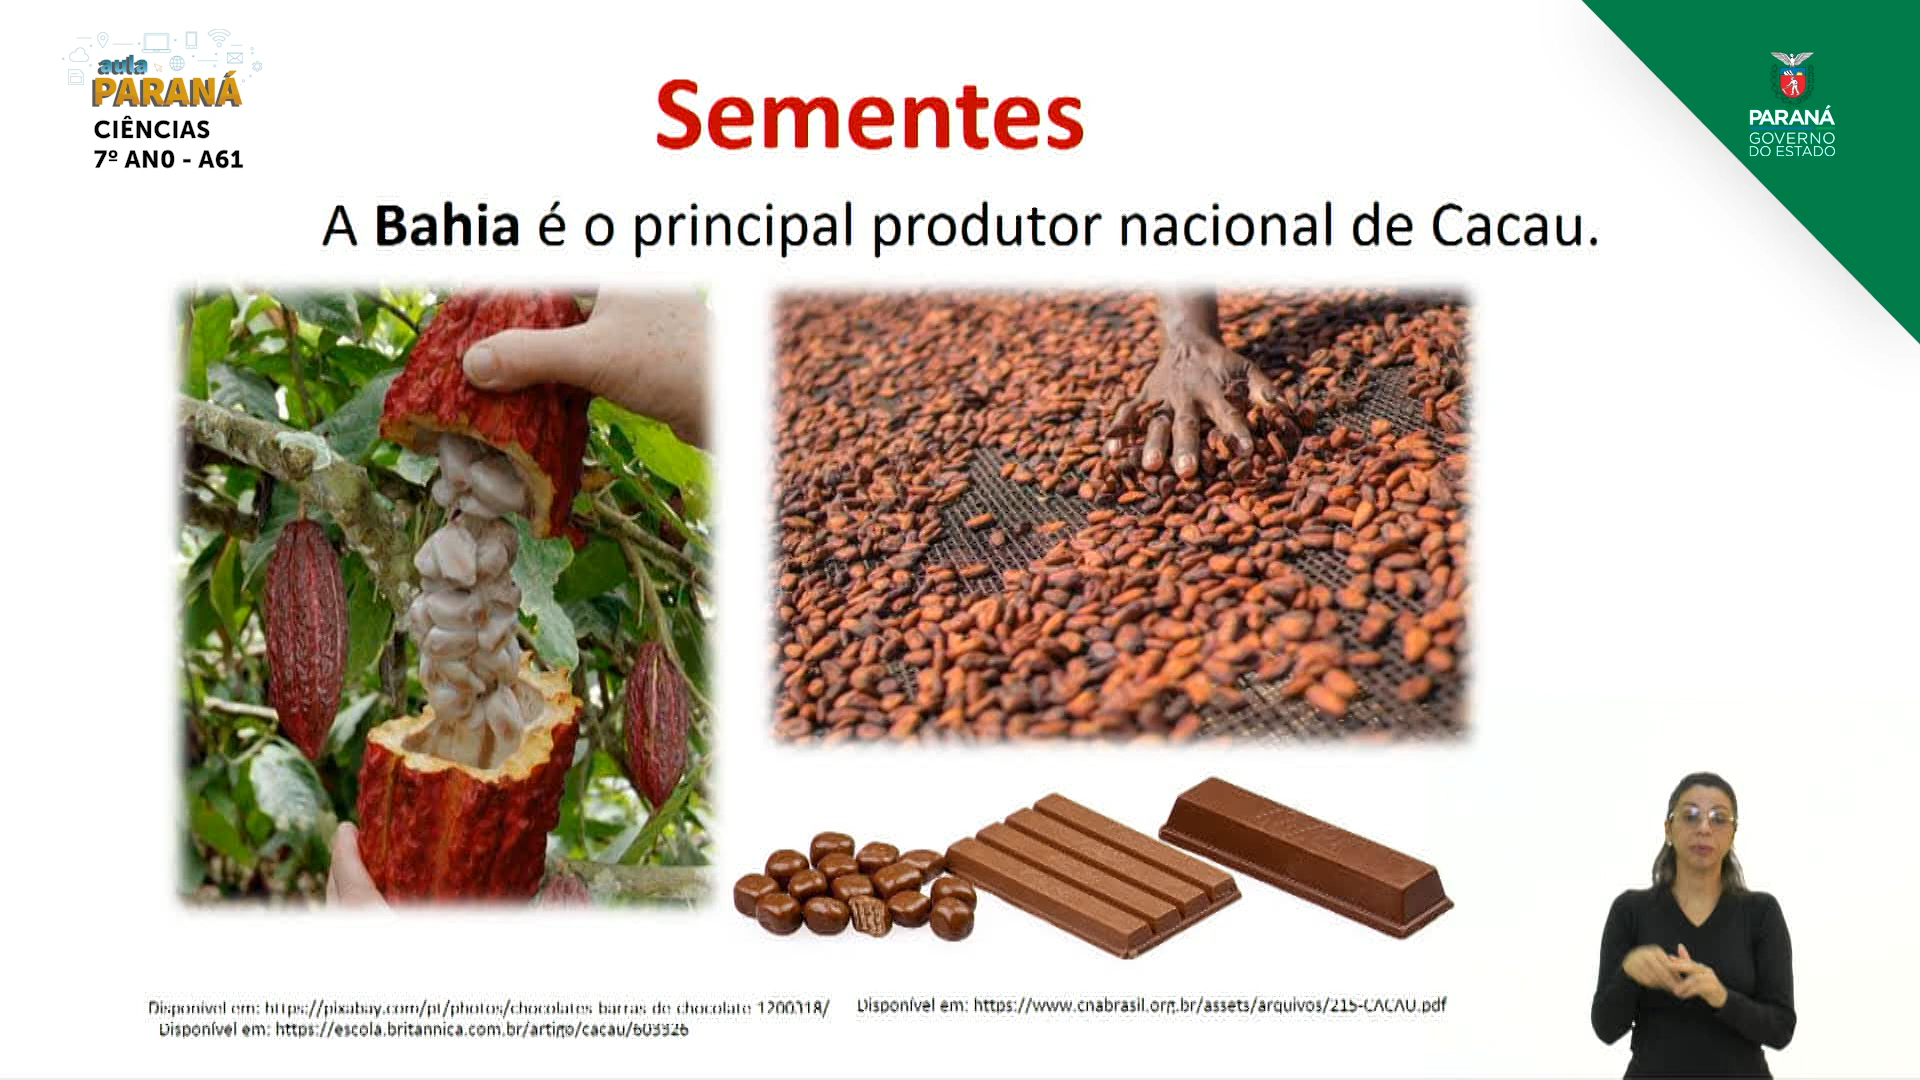 aula
PARANÁ
CIÊNCIAS
7º AN0 - A61
Sementes
PARANÁ
GOVERNO
DO ESTADO
A Bahia é o principal produtor nacional de Cacau.
Disponível em: https://pixabay.com/pt/photos/chocolates-barras-de-chocolate-1200318/
Disponível em: https://escola.britannica.com.br/artigo/cacau/603326
Disponível em: https://www.cnabrasil.org.br/assets/arquivos/215-CACAU.pdf